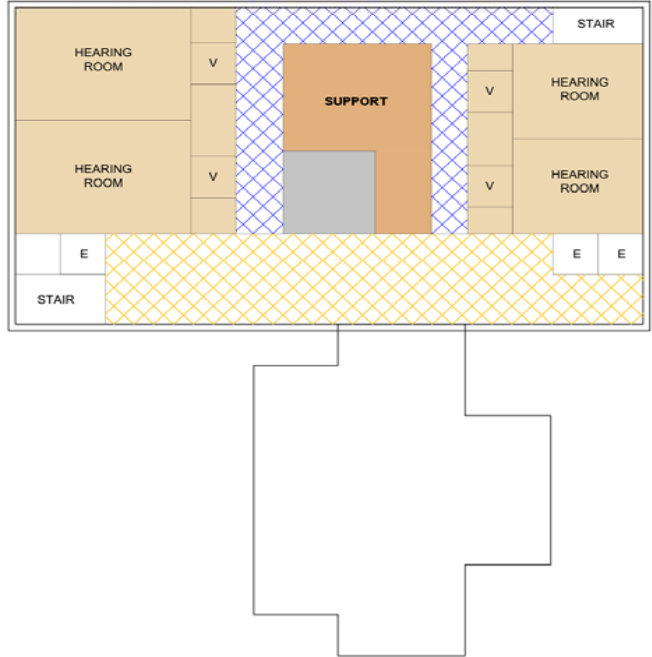 STAIR
HEARING
ROOM
V
SUPPORT
V
HEARING
ROOM
HEARING
ROOM
V
V
HEARING
ROOM
E
E
E
STAIR